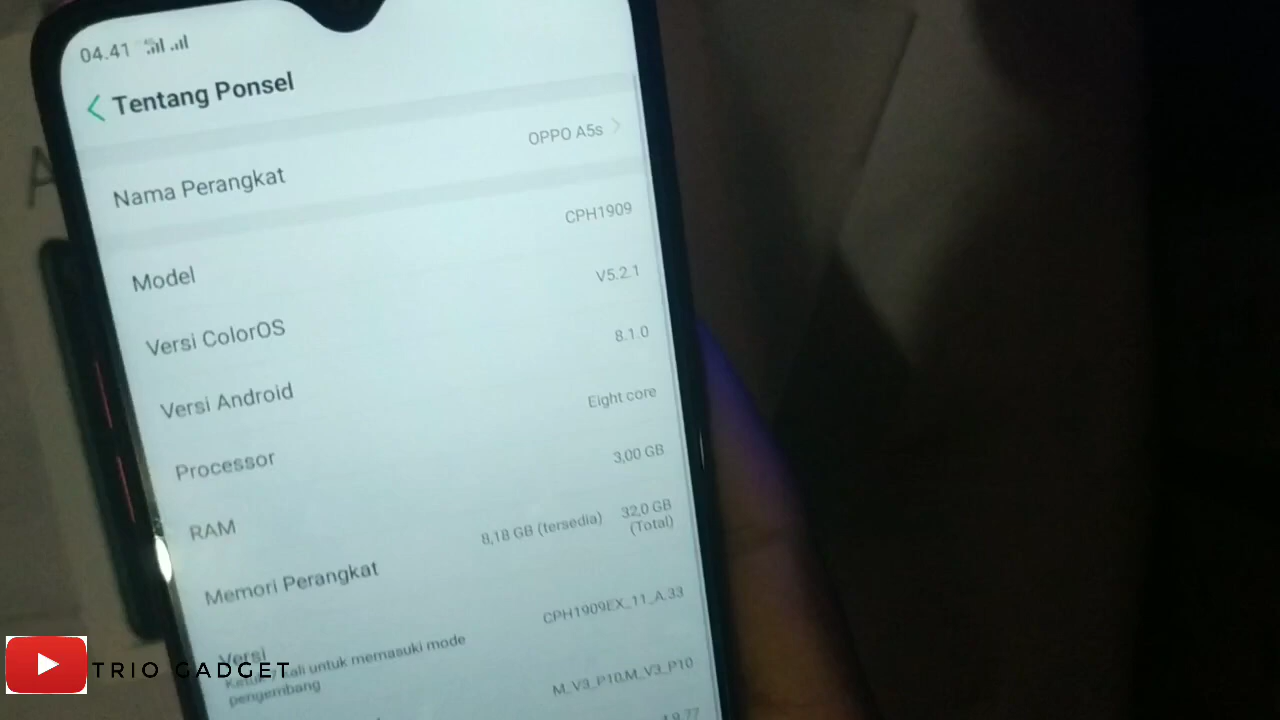 04.41
Tentang Ponsel
Nama Perangkat OPPO A5s
Model CPH1909
Versi ColorOS V5.2.1
Versi Android 8.1.0
Processor Eight core
RAM 3,00 GB
Memori Perangkat 8,18 GB (tersedia) 32,0 GB (Total)
Versi CPH1909EX_11_A.33
kali untuk memasuki mode
pengembang
M_V3_P10,M_V3_P10
TRIO GADGET